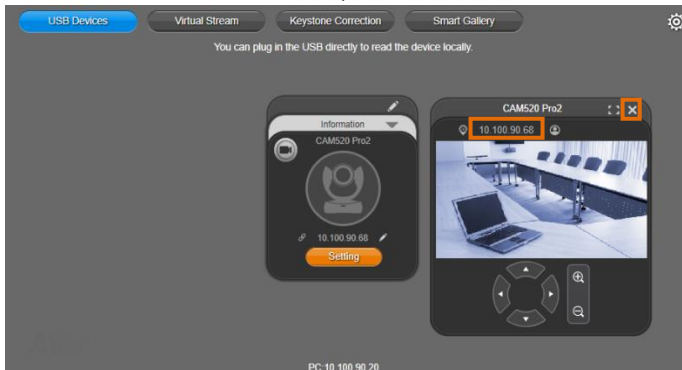 USB Devices Virtual Stream Keystone Correction Smart Gallery
You can plug in the USB directly to read the device locally.
Information
CAM520 Pro2
10.100.90.68
Setting
CAM520 Pro2
10.100.90.68
PC:10.100.90.20